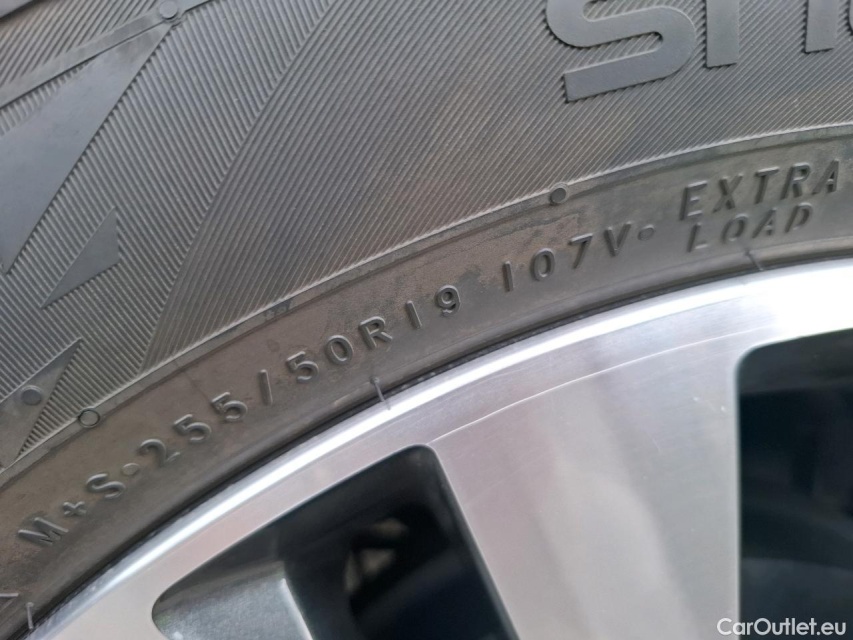 M+S·255/50R19 107V· EXTRA
LOAD
CarOutlet.eu